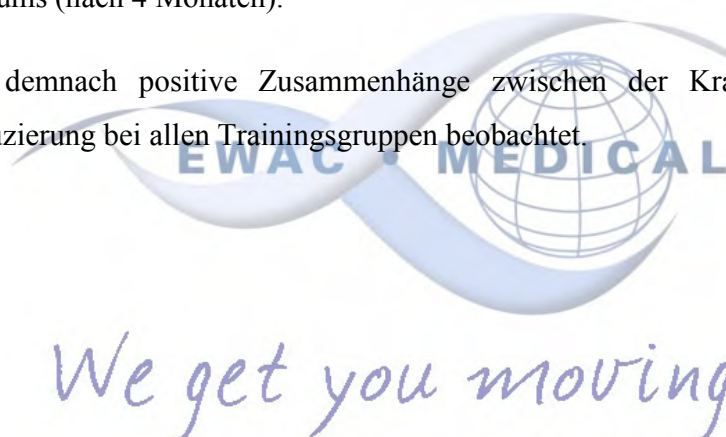 ums (nach 4 Monaten).
demnach positive Zusammenhänge zwischen der Kra
uzierung bei allen Trainingsgruppen beobachtet.
EWAC • MEDICAL
We get you moving